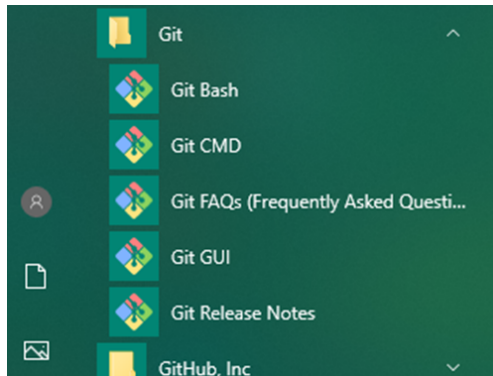 Git
Git Bash
Git CMD
Git FAQs (Frequently Asked Questi...
Git GUI
Git Release Notes
GitHub, Inc